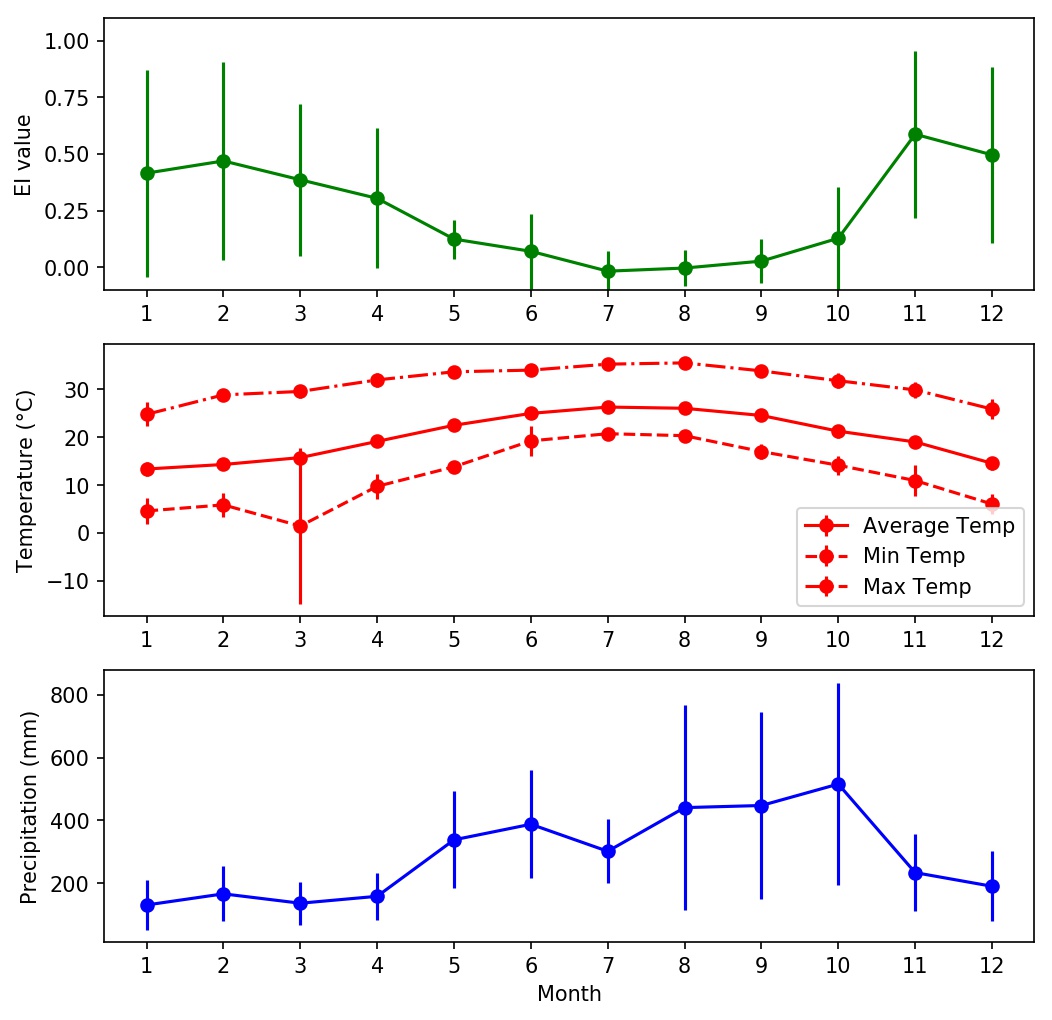 EI value
1.00
0.75
0.50
0.25
0.00
1 2 3 4 5 6 7 8 9 10 11 12
Temperature (°C)
30
20
10
0
−10
Average Temp
Min Temp
Max Temp
1 2 3 4 5 6 7 8 9 10 11 12
Precipitation (mm)
800
600
400
200
1 2 3 4 5 6 7 8 9 10 11 12
Month